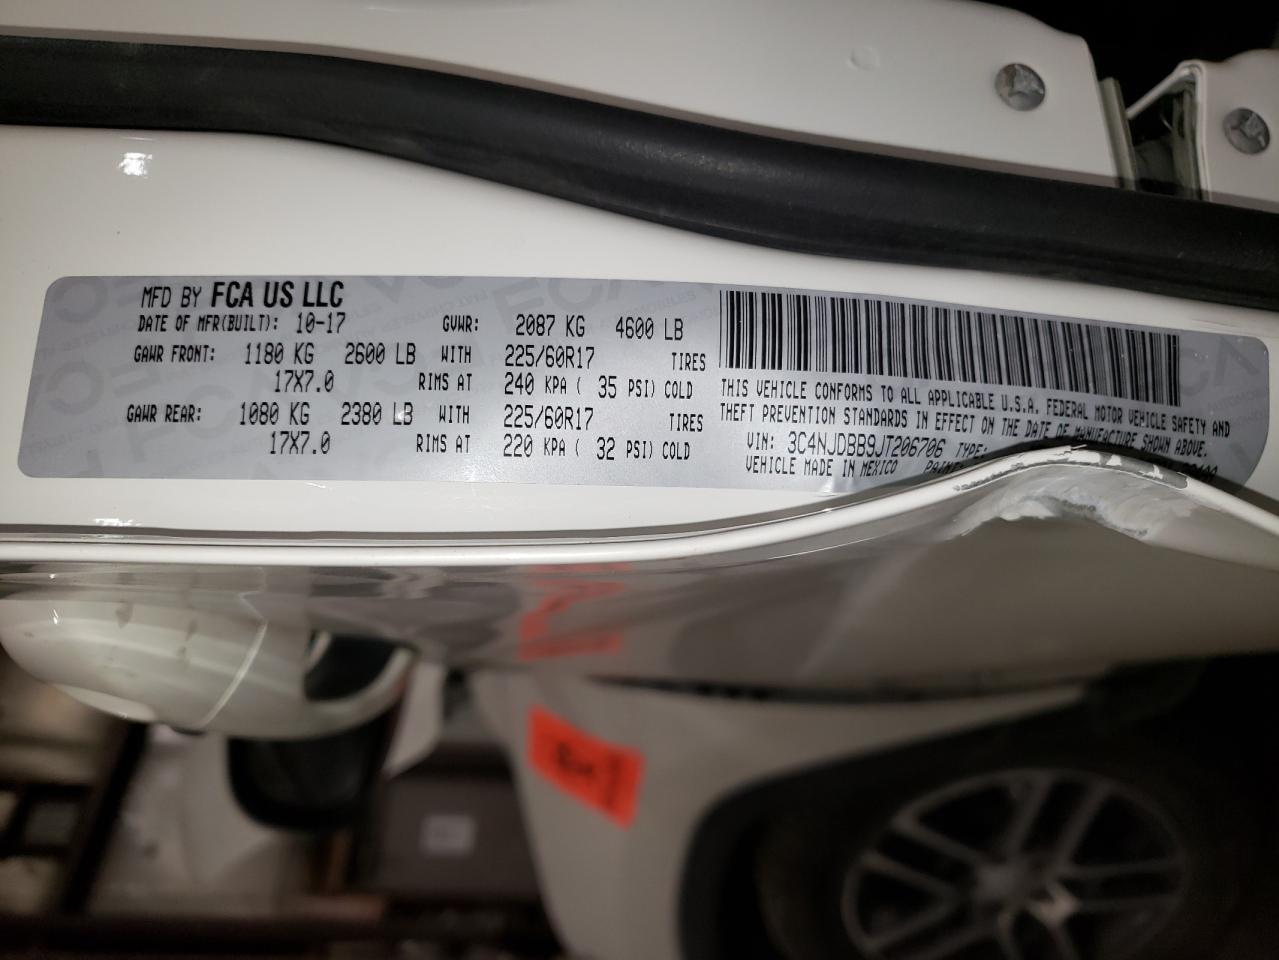 MFD BY FCA US LLC
DATE OF MFR(BUILT): 10-17 GVWR: 2087 KG 4600 LB
GAWR FRONT: 1180 KG 2600 LB WITH 225/60R17 TIRES
17X7.0 RIMS AT 240 KPA ( 35 PSI) COLD
GAWR REAR: 1080 KG 2380 LB WITH 225/60R17 TIRES
17X7.0 RIMS AT 220 KPA ( 32 PSI) COLD
THIS VEHICLE CONFORMS TO ALL APPLICABLE U.S.A. FEDERAL MOTOR VEHICLE SAFETY AND
THEFT PREVENTION STANDARDS IN EFFECT ON THE DATE OF MANUFACTURE SHOWN ABOVE.
VIN: 3C4NJDBB9JT206706 TYPE:
VEHICLE MADE IN MEXICO